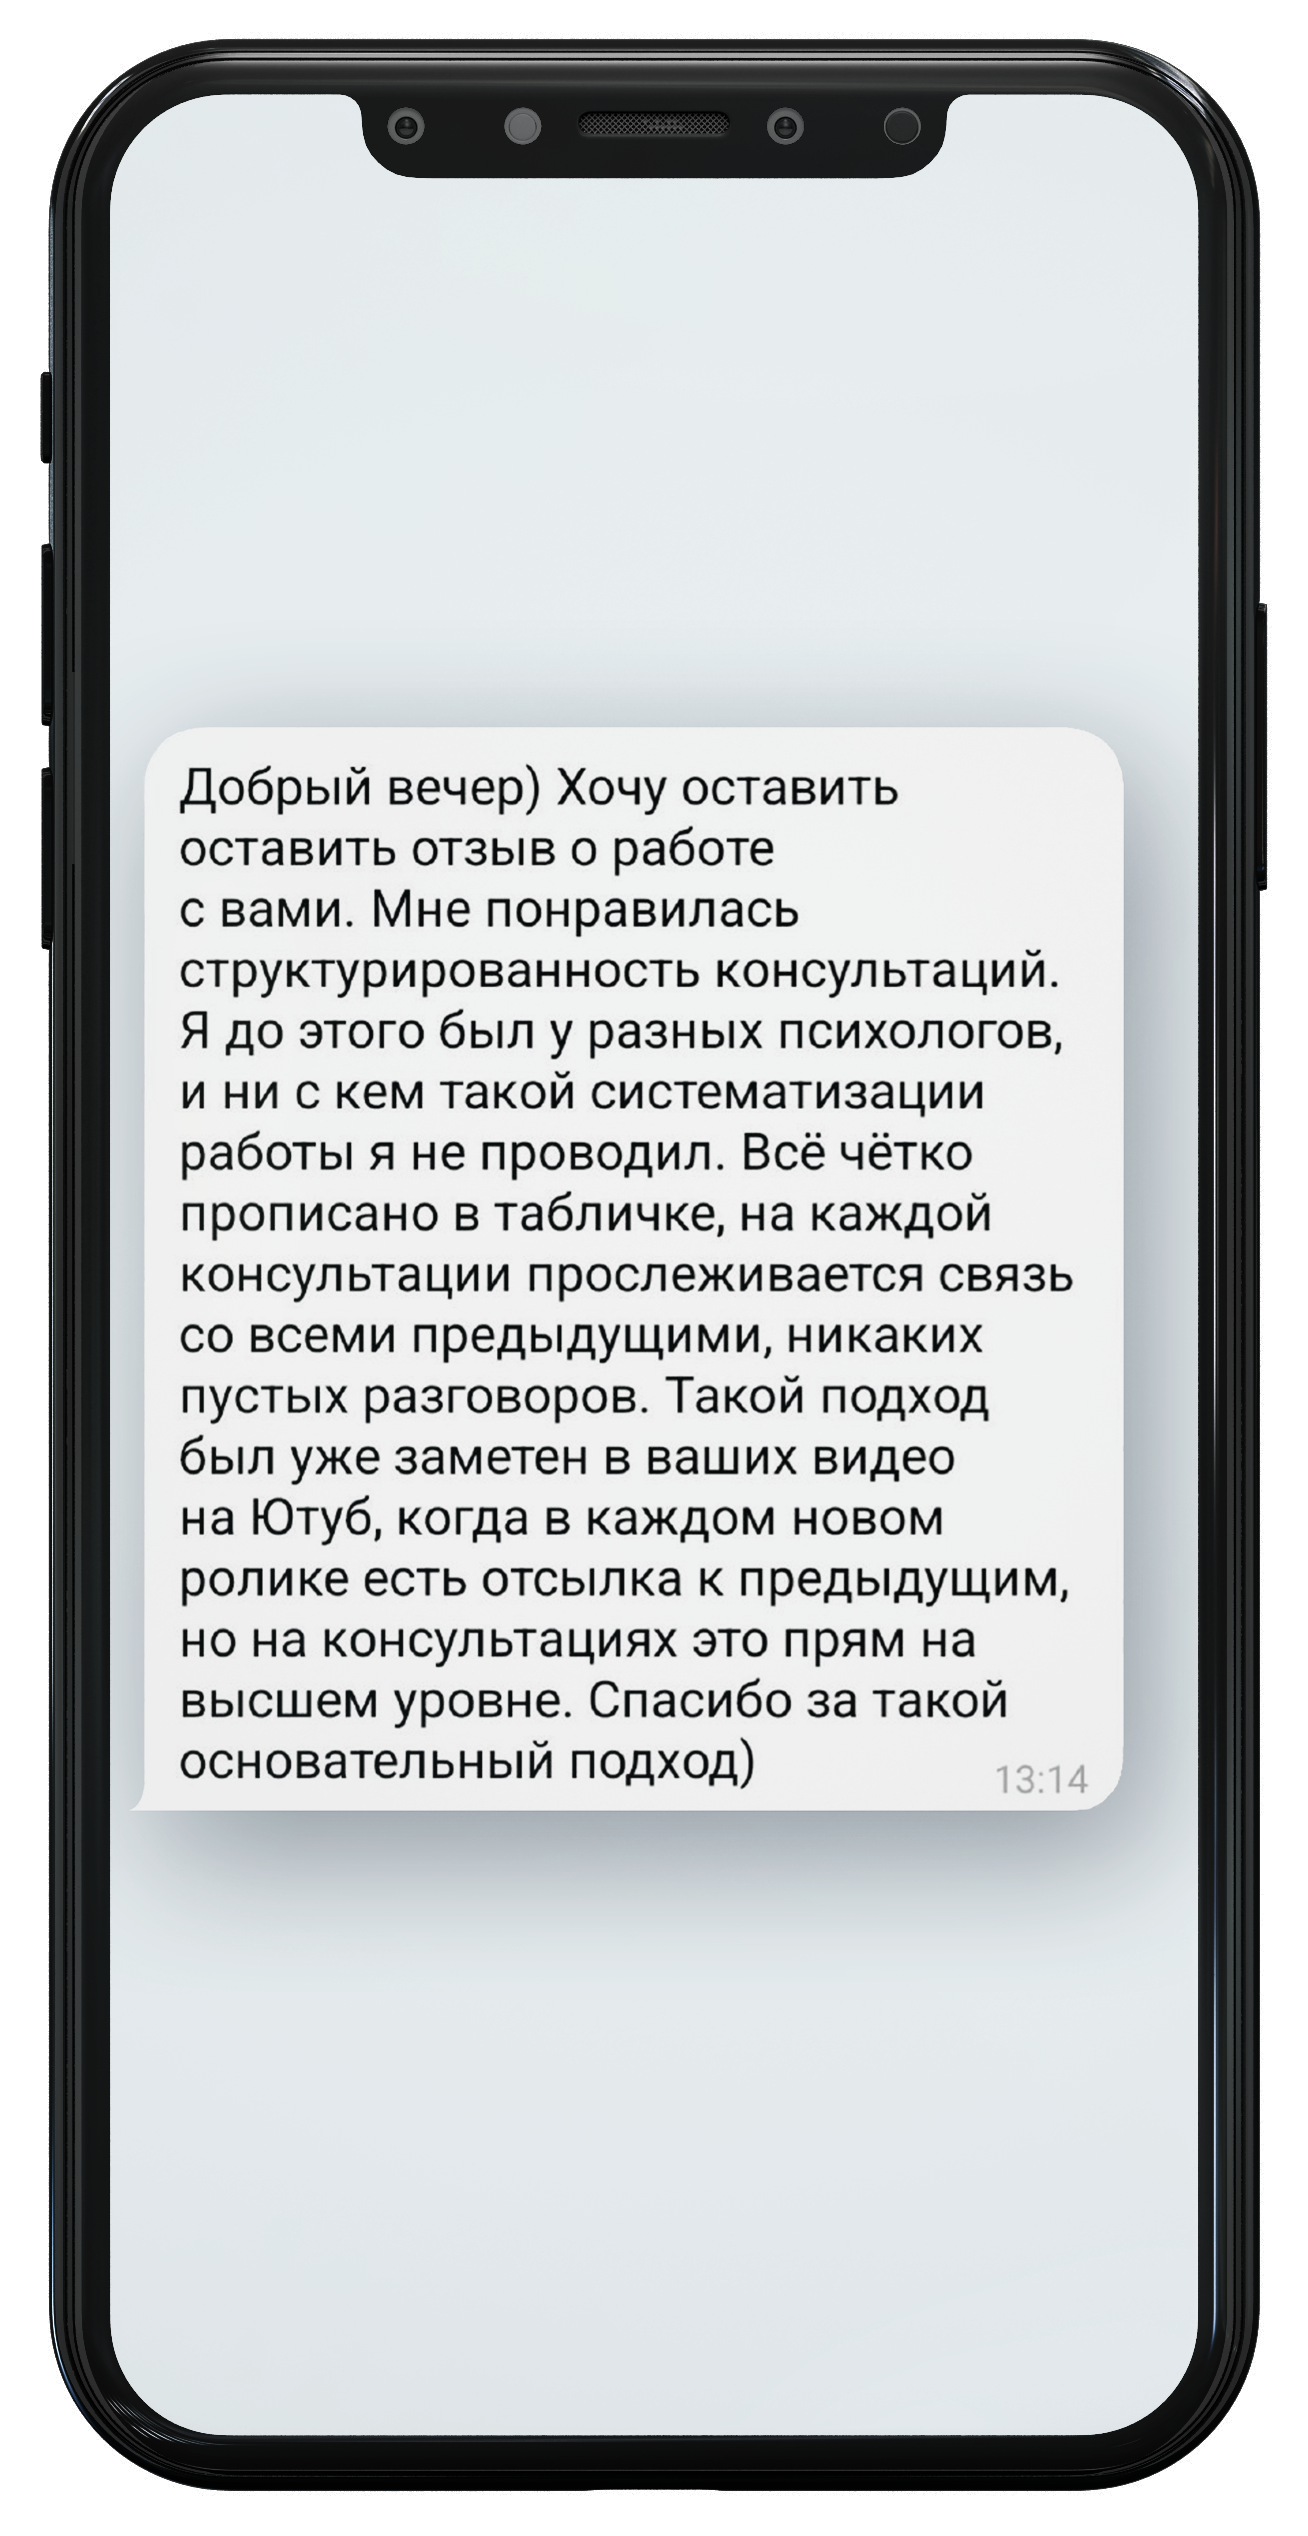 Добрый вечер) Хочу оставить
оставить отзыв о работе
с вами. Мне понравилась
структурированность консультаций.
Я до этого был у разных психологов,
и ни с кем такой систематизации
работы я не проводил. Всё чётко
прописано в табличке, на каждой
консультации прослеживается связь
со всеми предыдущими, никаких
пустых разговоров. Такой подход
был уже заметен в ваших видео
на Ютуб, когда в каждом новом
ролике есть отсылка к предыдущим,
но на консультациях это прям на
высшем уровне. Спасибо за такой
основательный подход)
13:14